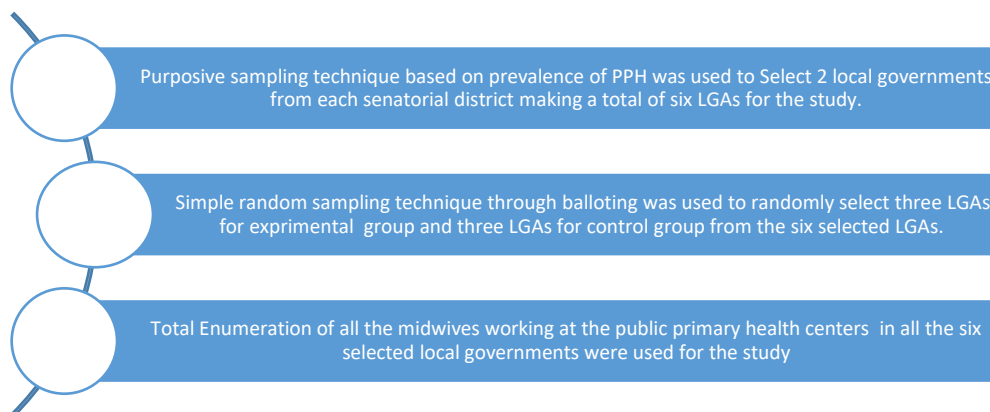 Purposive sampling technique based on prevalence of PPH was used to Select 2 local governments
from each senatorial district making a total of six LGAs for the study.
Simple random sampling technique through balloting was used to randomly select three LGAs
for exprimental group and three LGAs for control group from the six selected LGAs.
Total Enumeration of all the midwives working at the public primary health centers in all the six
selected local governments were used for the study